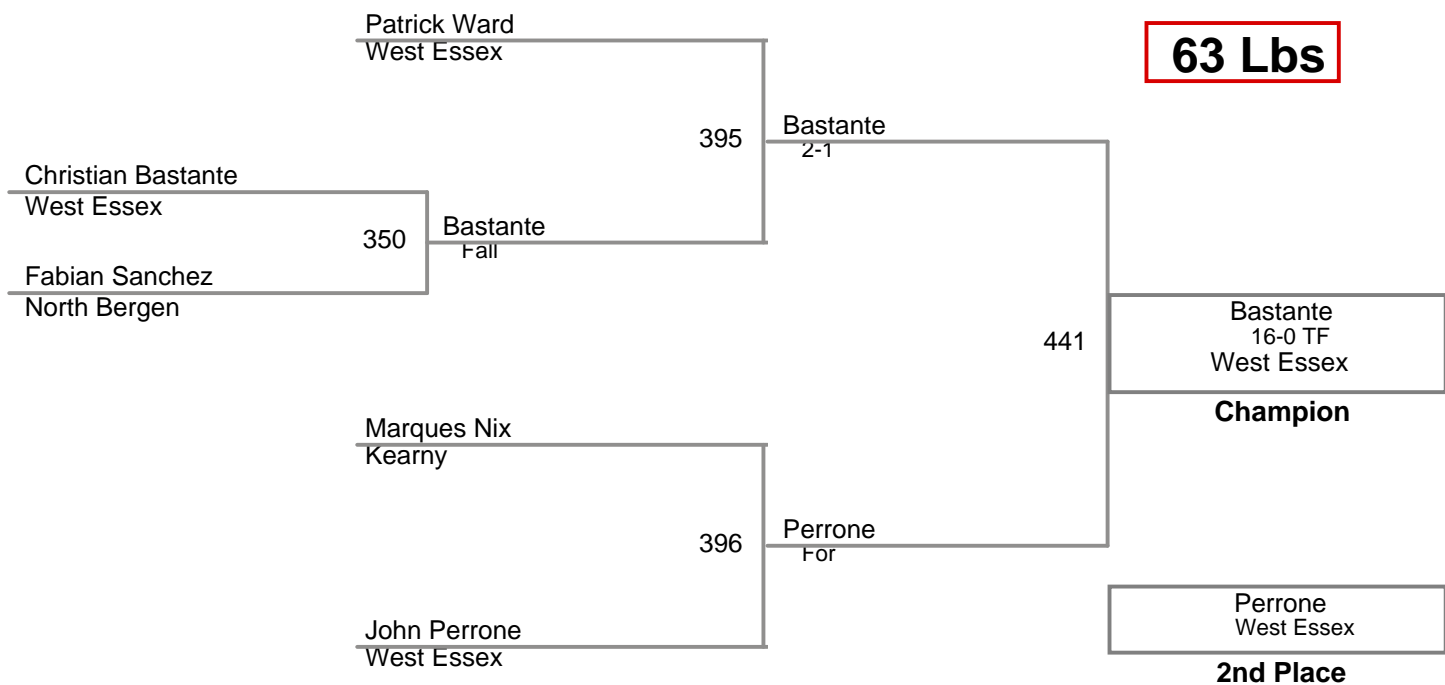 Patrick Ward
West Essex
63 Lbs
395
Bastante
2-1
Christian Bastante
West Essex
350
Bastante
Fall
Fabian Sanchez
North Bergen
441
Bastante
16-0 TF
West Essex
Champion
Marques Nix
Kearny
396
Perrone
For
John Perrone
West Essex
Perrone
West Essex
2nd Place